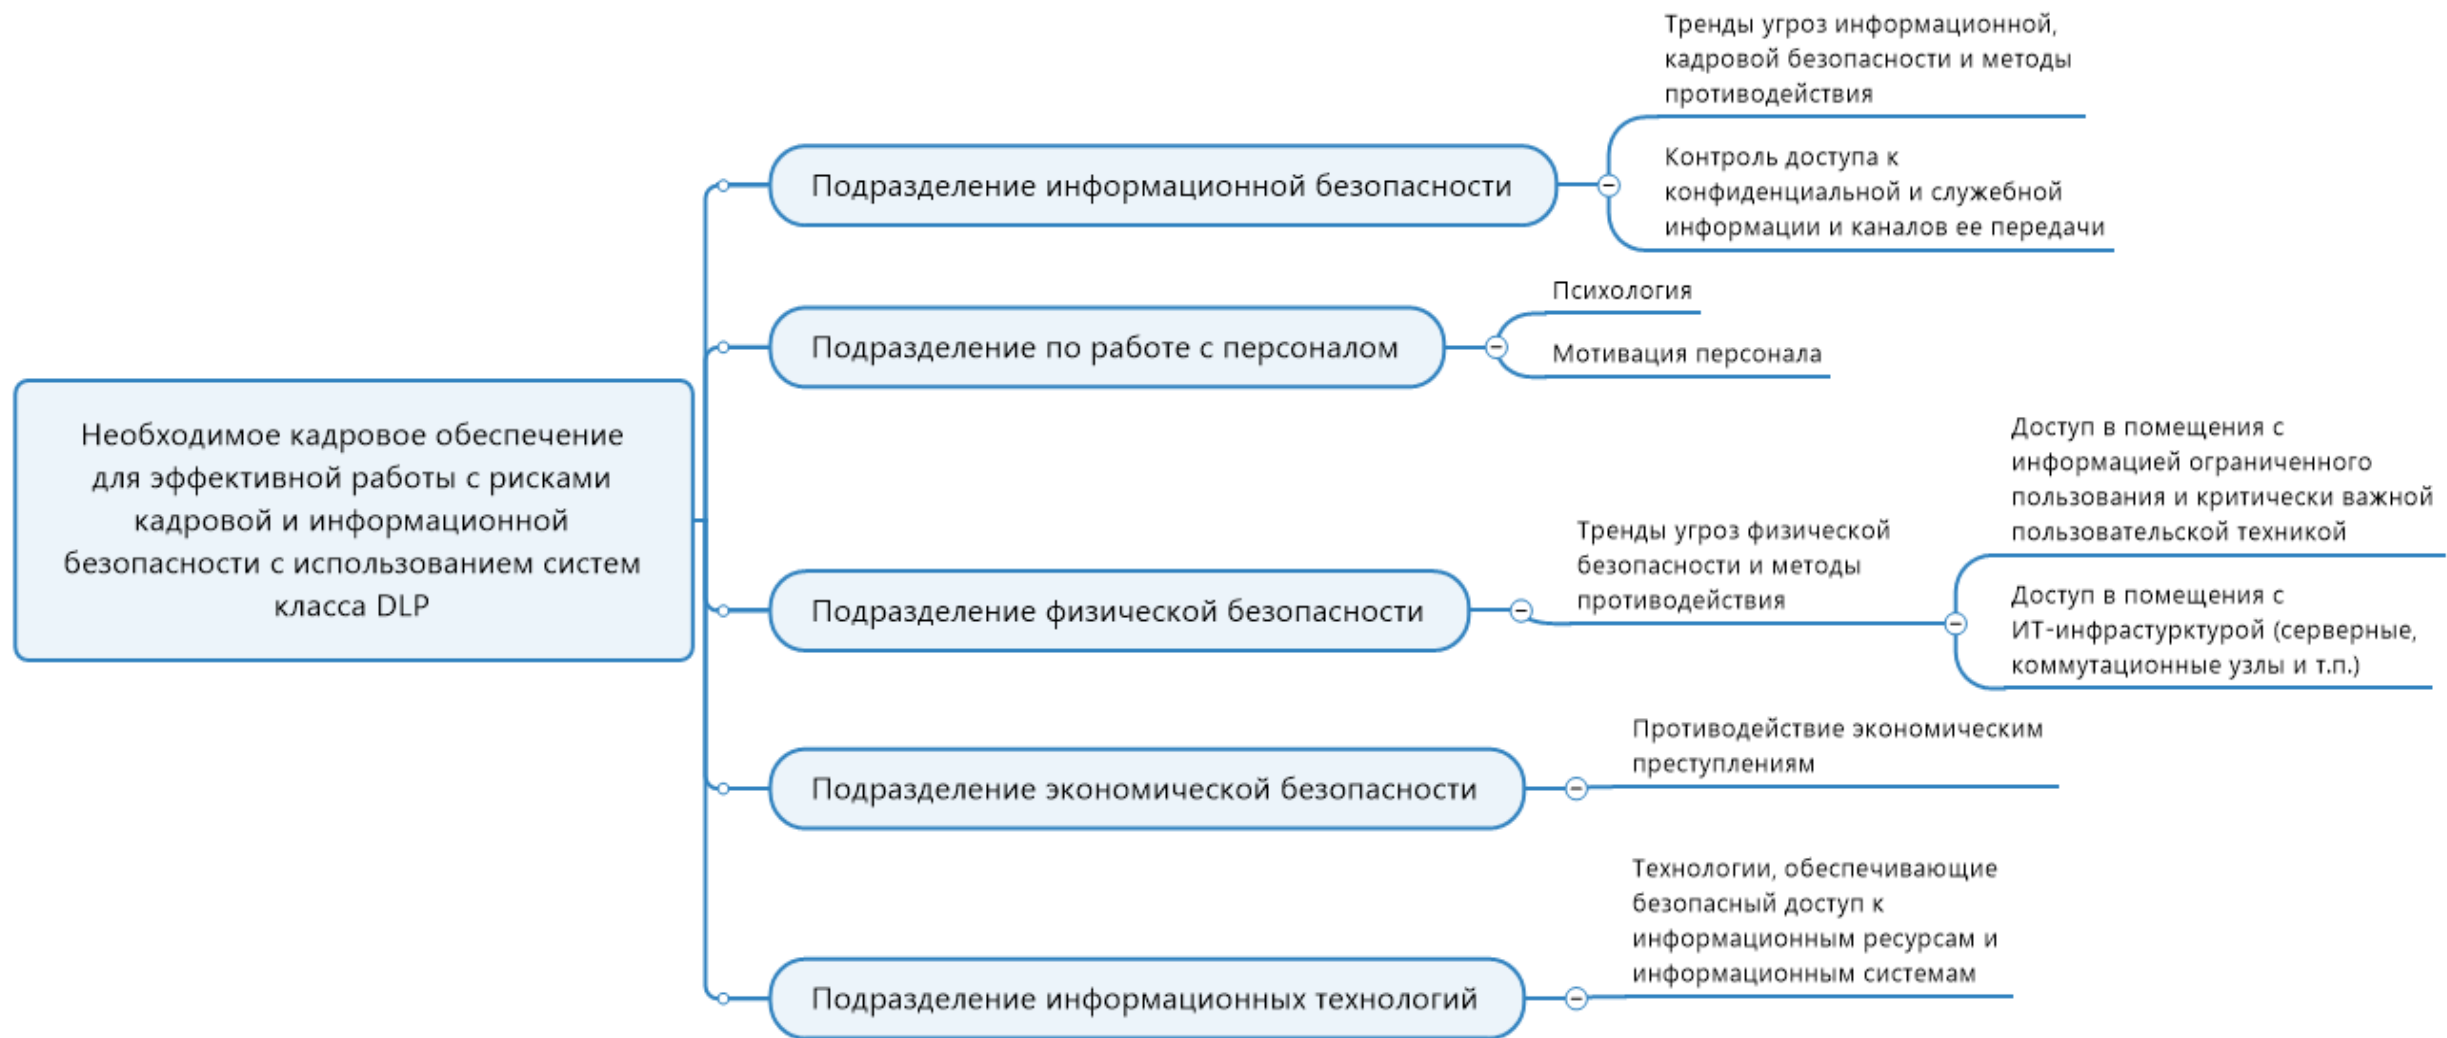 Необходимое кадровое обеспечение
для эффективной работы с рисками
кадровой и информационной
безопасности с использованием систем
класса DLP
Подразделение информационной безопасности
Тренды угроз информационной,
кадровой безопасности и методы
противодействия
Контроль доступа к
конфиденциальной и служебной
информации и каналов ее передачи
Подразделение по работе с персоналом
Психология
Мотивация персонала
Подразделение физической безопасности
Тренды угроз физической
безопасности и методы
противодействия
Доступ в помещения с
информацией ограниченного
пользования и критически важной
пользовательской техникой
Доступ в помещения с
ИТ-инфрастурктурой (серверные,
коммутационные узлы и т.п.)
Подразделение экономической безопасности
Противодействие экономическим
преступлениям
Подразделение информационных технологий
Технологии, обеспечивающие
безопасный доступ к
информационным ресурсам и
информационным системам